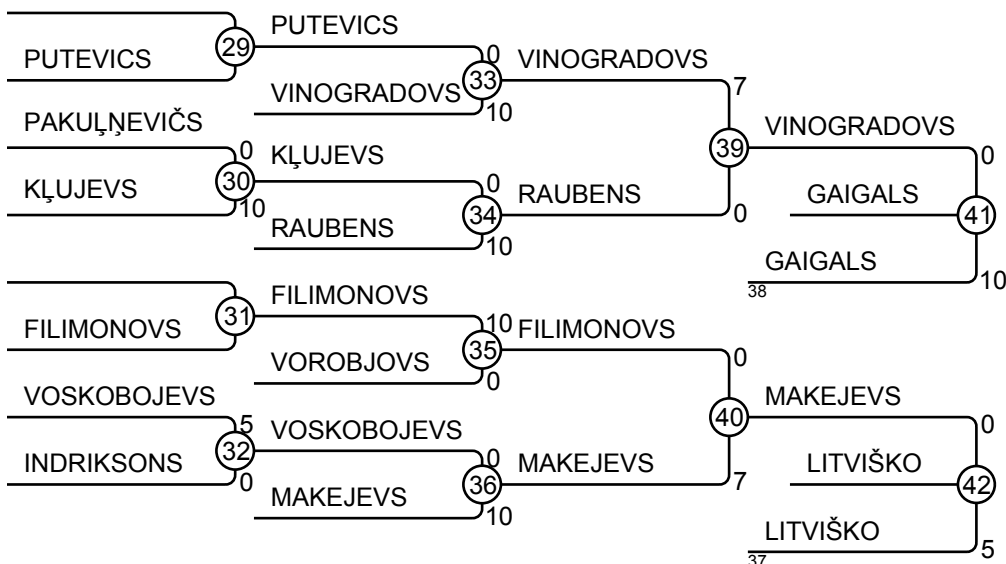 PUTEVICS
29
PUTEVICS
0
33
VINOGRADOVS
10
VINOGRADOVS
7
PAKUĻŅEVIČS
0
30
KĻUJEVS
10
KĻUJEVS
0
34
RAUBENS
10
RAUBENS
0
39
VINOGRADOVS
0
GAIGALS
41
GAIGALS
38
10
31
FILIMONOVS
FILIMONOVS
10
35
VOROBJOVS
0
FILIMONOVS
0
VOSKOBOJEVS
5
32
INDRIKSONS
0
VOSKOBOJEVS
0
36
MAKEJEVS
10
MAKEJEVS
7
40
MAKEJEVS
0
LITVIŠKO
42
LITVIŠKO
37
5